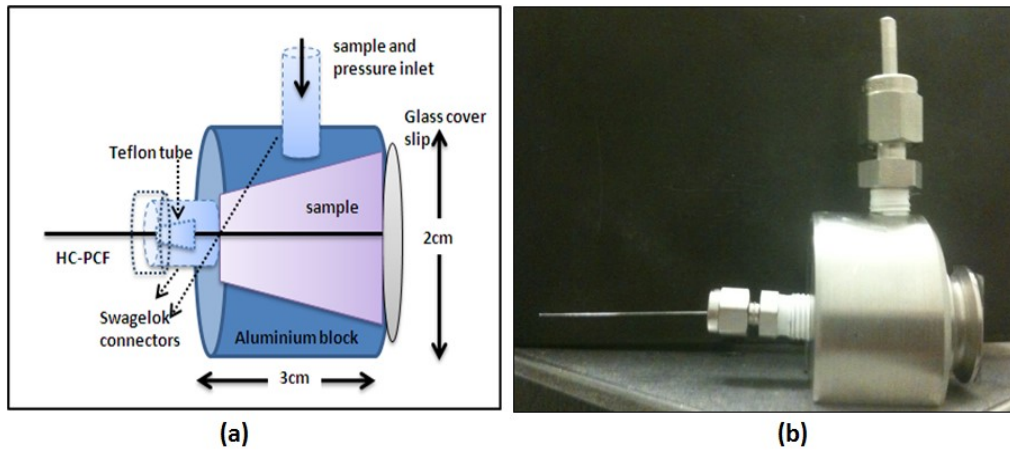 sample and
pressure inlet
Glass cover
slip
Teflon tube
sample
2cm
HC-PCF
Swagelok
connectors
Aluminium block
3cm
(a)
(b)